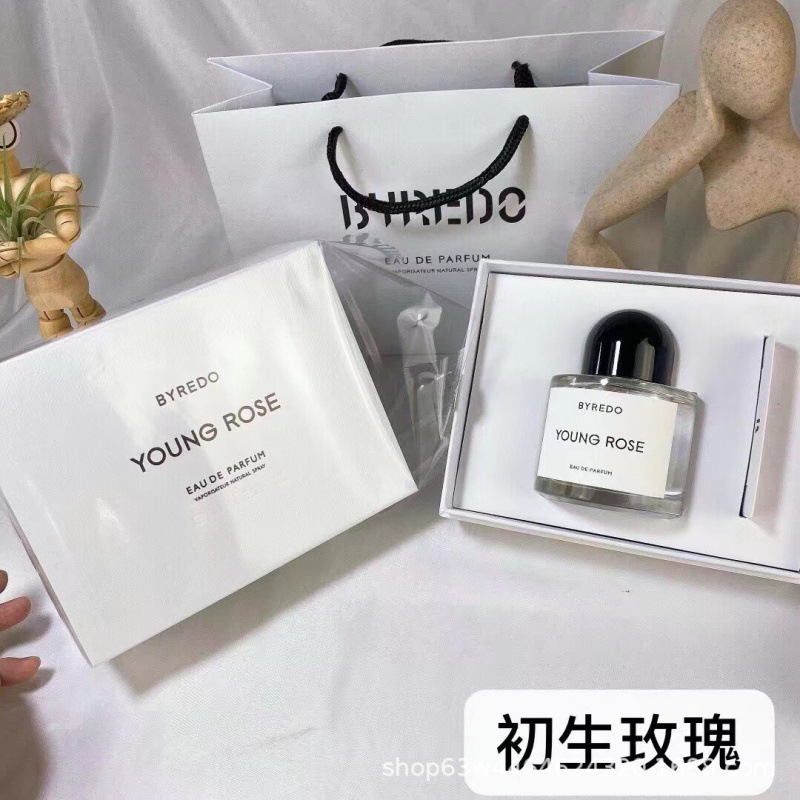 BYREDO
EAU DE PARFUM
VAPORISATEUR NATURAL SPRAY
BYREDO
YOUNG ROSE
EAU DE PARFUM
VAPORISATEUR NATURAL SPRAY
BYREDO
YOUNG ROSE
EAU DE PARFUM
初生玫瑰